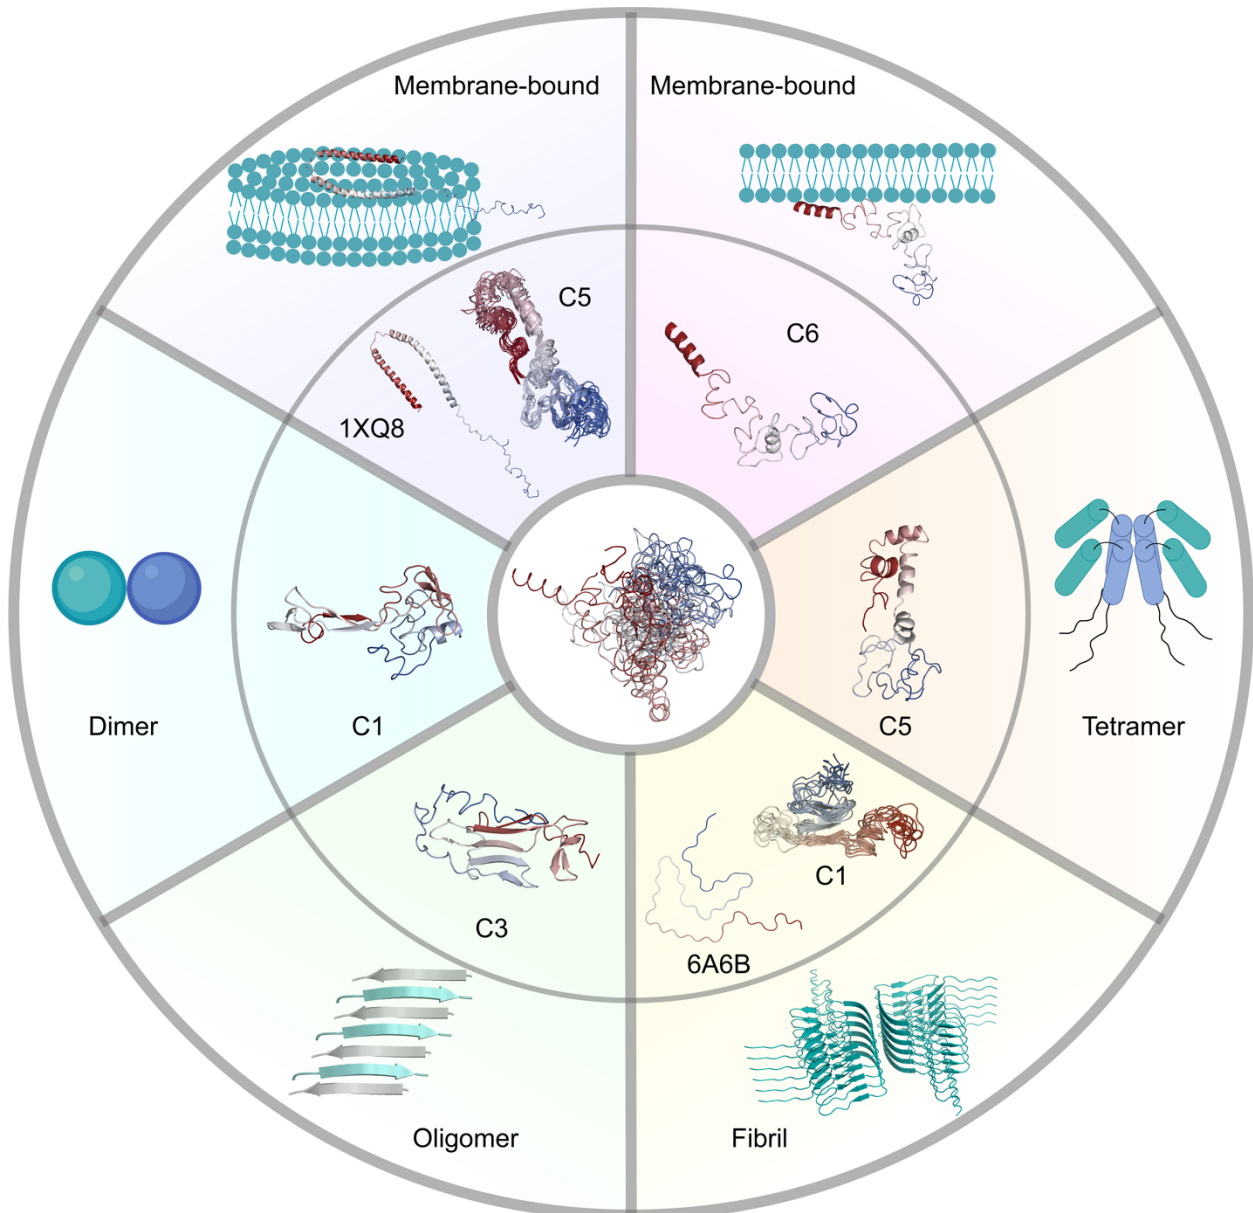 Membrane-bound
Membrane-bound
C5
C6
1XQ8
Dimer
C1
C5
Tetramer
C1
C3
6A6B
Oligomer
Fibril